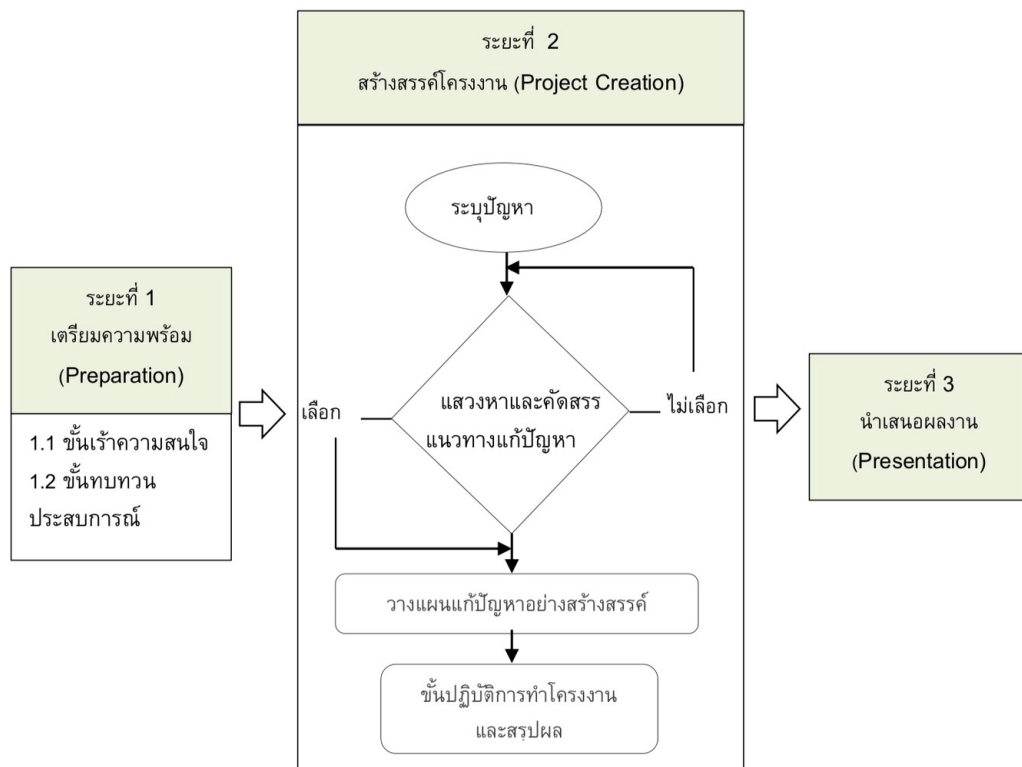 ระยะที่ 1
เตรียมความพร้อม
(Preparation)
1.1 ขั้นเร้าความสนใจ
1.2 ขั้นทบทวน
ประสบการณ์
ระยะที่ 2
สร้างสรรค์โครงงาน (Project Creation)
ระบุปัญหา
แสวงหาและคัดสรร
แนวทางแก้ปัญหา
เลือก
ไม่เลือก
วางแผนแก้ปัญหาอย่างสร้างสรรค์
ขั้นปฏิบัติการทำโครงงาน
และสรุปผล
ระยะที่ 3
นำเสนอผลงาน
(Presentation)